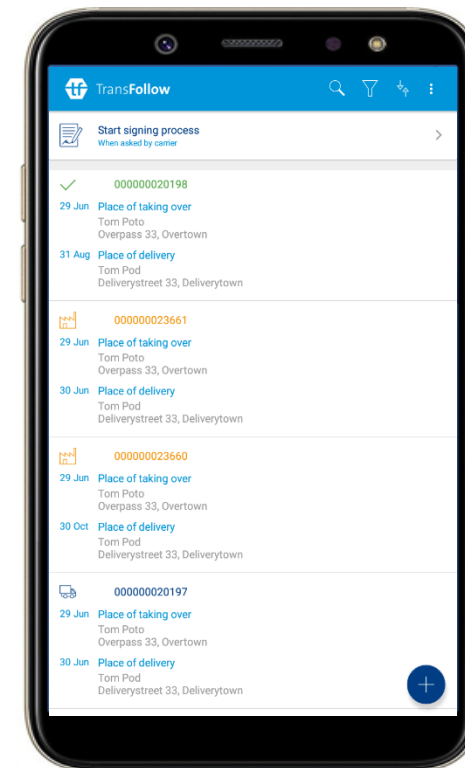 tf TransFollow
Start signing process
When asked by carrier
000000020198
29 Jun Place of taking over
Tom Poto
Overpass 33, Overtown
31 Aug Place of delivery
Tom Pod
Deliverystreet 33, Deliverytown
000000023661
29 Jun Place of taking over
Tom Poto
Overpass 33, Overtown
30 Jun Place of delivery
Tom Pod
Deliverystreet 33, Deliverytown
000000023660
29 Jun Place of taking over
Tom Poto
Overpass 33, Overtown
30 Oct Place of delivery
Tom Pod
Deliverystreet 33, Deliverytown
000000020197
29 Jun Place of taking over
Tom Poto
Overpass 33, Overtown
30 Jun Place of delivery
Tom Pod
Deliverystreet 33, Deliverytown